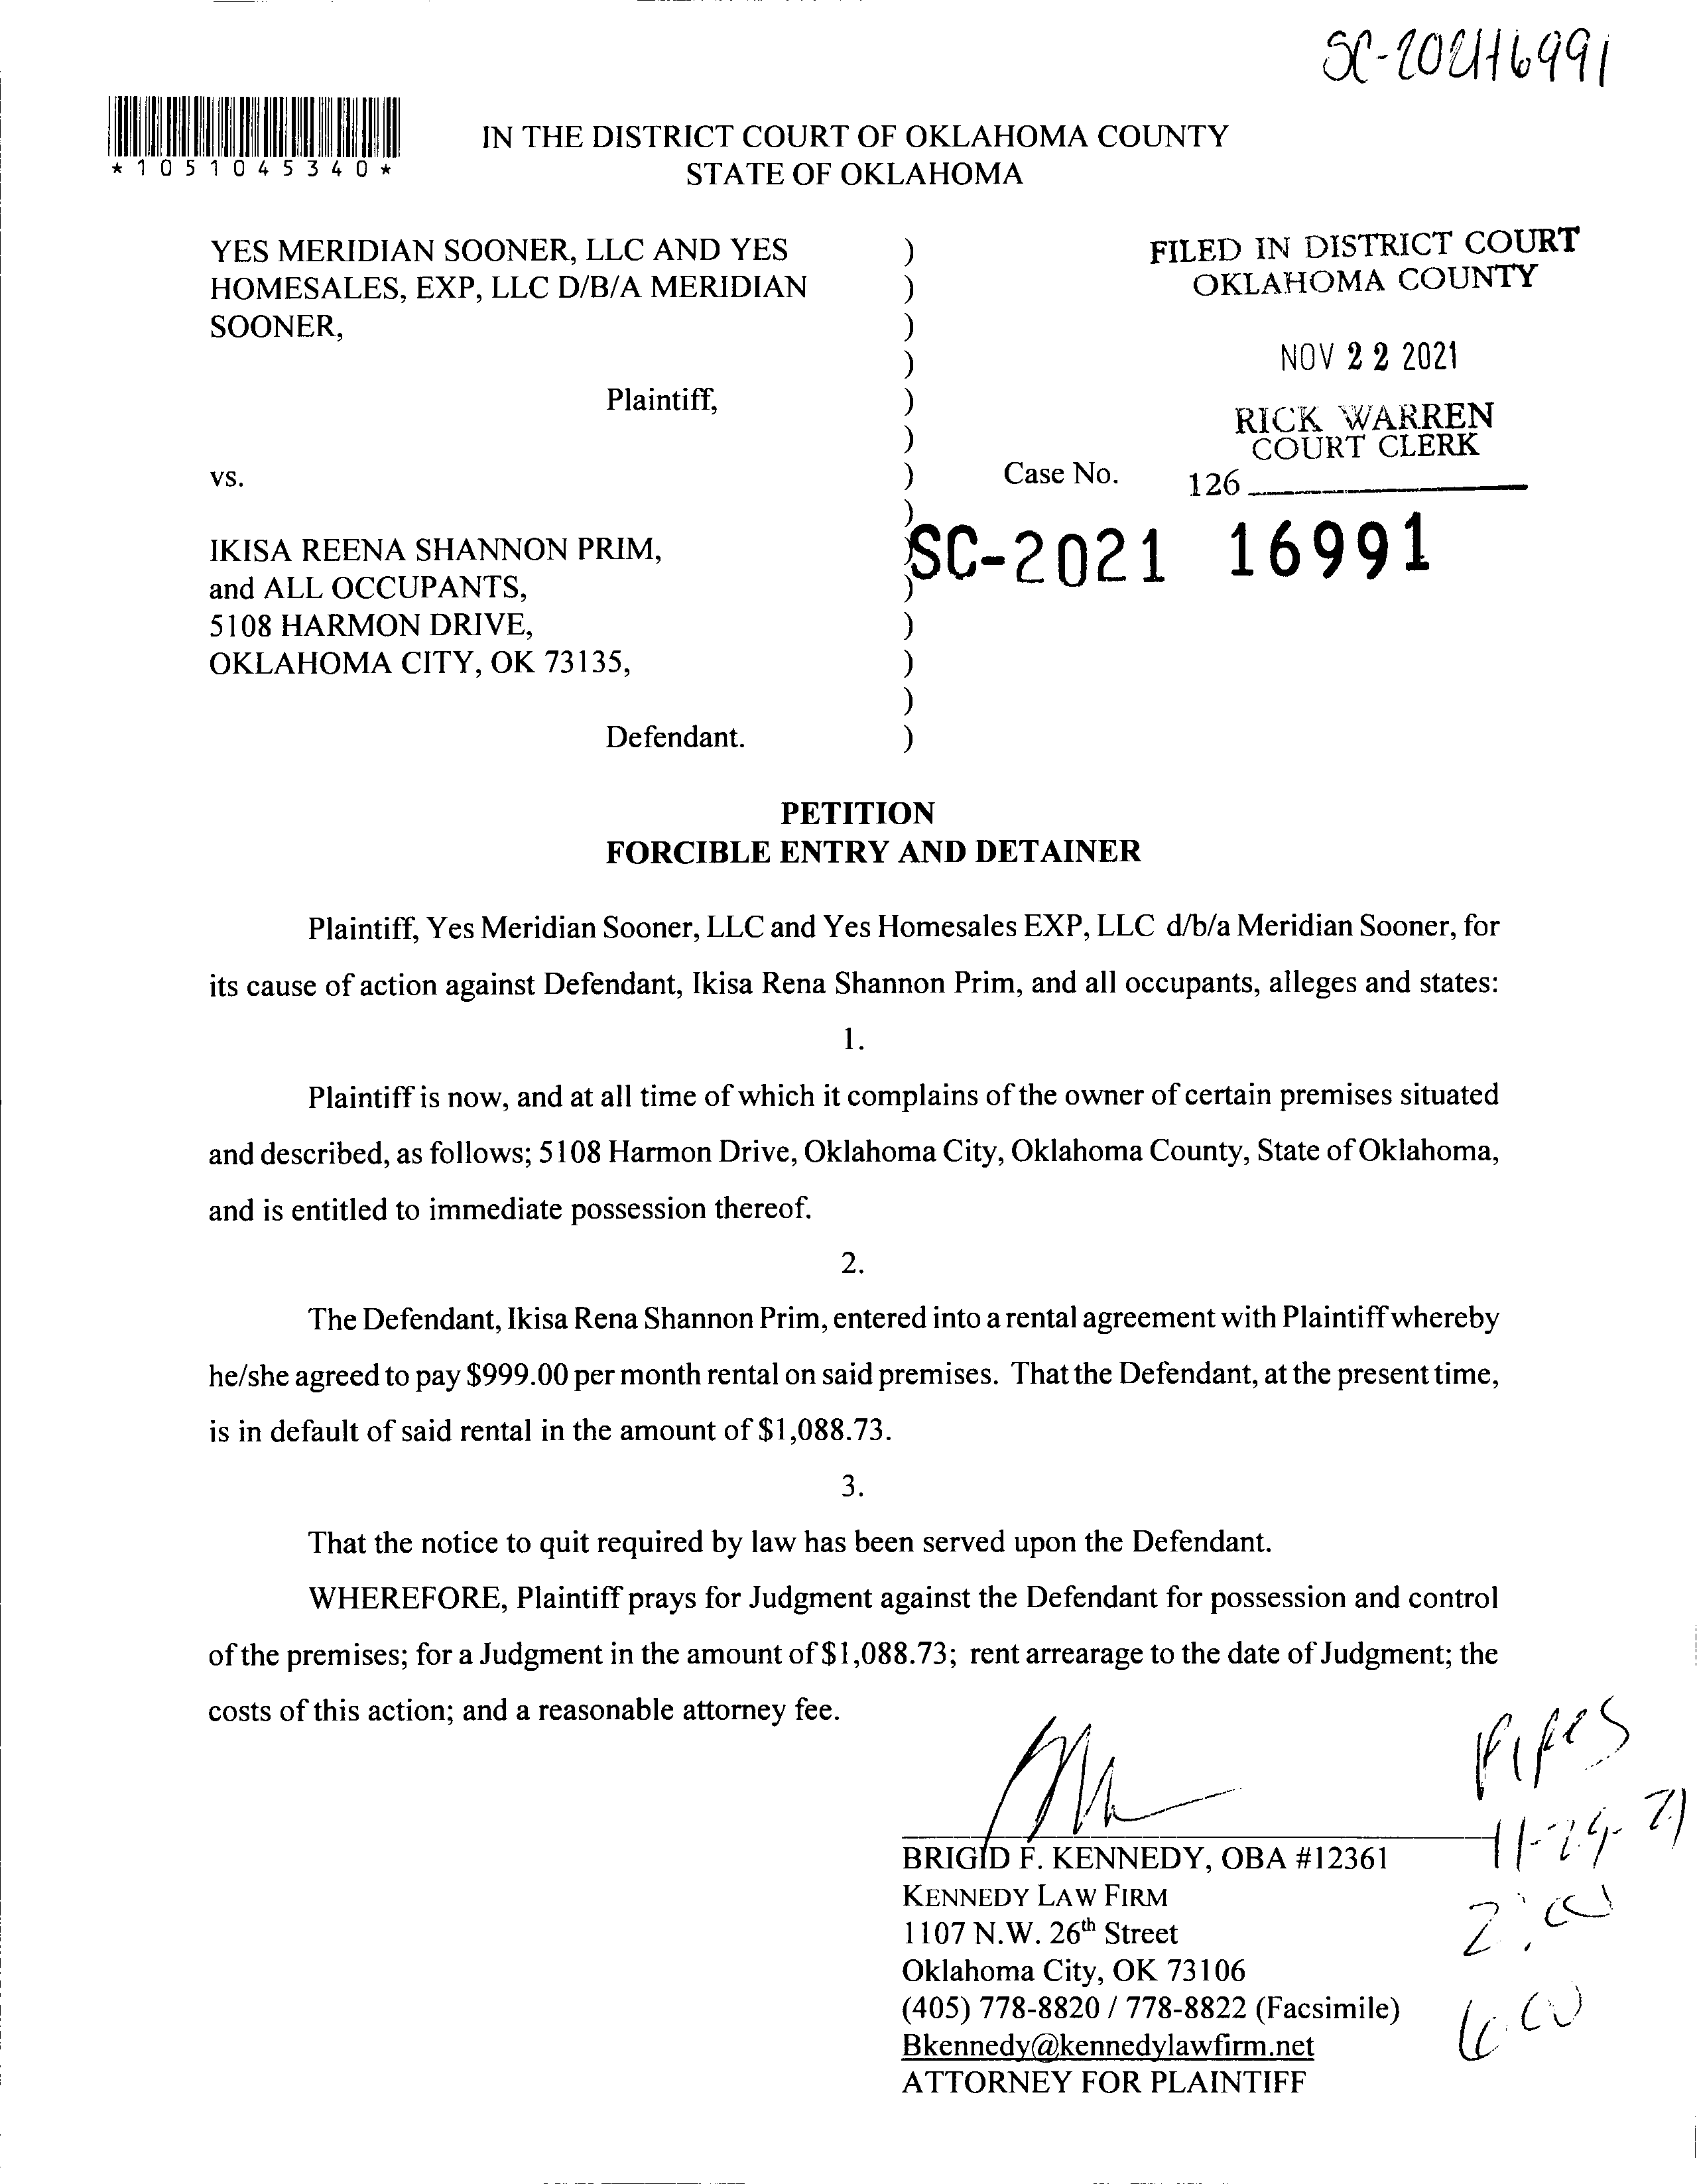 SC-2021-16991
*1051045340*
IN THE DISTRICT COURT OF OKLAHOMA COUNTY
STATE OF OKLAHOMA
YES MERIDIAN SOONER, LLC AND YES
HOMESALES, EXP, LLC D/B/A MERIDIAN
SOONER,
Plaintiff,
vs.
IKISA REENA SHANNON PRIM,
and ALL OCCUPANTS,
5108 HARMON DRIVE,
OKLAHOMA CITY, OK 73135,
Defendant.
)
)
)
)
)
)
)
)
)
)
)
)
)
)
FILED IN DISTRICT COURT
OKLAHOMA COUNTY
NOV 22 2021
RICK WARREN
COURT CLERK
Case No. 126
SC-2021 16991
PETITION
FORCIBLE ENTRY AND DETAINER
Plaintiff, Yes Meridian Sooner, LLC and Yes Homesales EXP, LLC d/b/a Meridian Sooner, for
its cause of action against Defendant, Ikisa Rena Shannon Prim, and all occupants, alleges and states:
1.
Plaintiff is now, and at all time of which it complains of the owner of certain premises situated
and described, as follows; 5108 Harmon Drive, Oklahoma City, Oklahoma County, State of Oklahoma,
and is entitled to immediate possession thereof.
2.
The Defendant, Ikisa Rena Shannon Prim, entered into a rental agreement with Plaintiff whereby
he/she agreed to pay $999.00 per month rental on said premises. That the Defendant, at the present time,
is in default of said rental in the amount of $1,088.73.
3.
That the notice to quit required by law has been served upon the Defendant.
WHEREFORE, Plaintiff prays for Judgment against the Defendant for possession and control
of the premises; for a Judgment in the amount of $1,088.73; rent arrearage to the date of Judgment; the
costs of this action; and a reasonable attorney fee.
BRIGID F. KENNEDY, OBA #12361
KENNEDY LAW FIRM
1107 N.W. 26th Street
Oklahoma City, OK 73106
(405) 778-8820 / 778-8822 (Facsimile)
Bkennedy@kennedylawfirm.net
ATTORNEY FOR PLAINTIFF